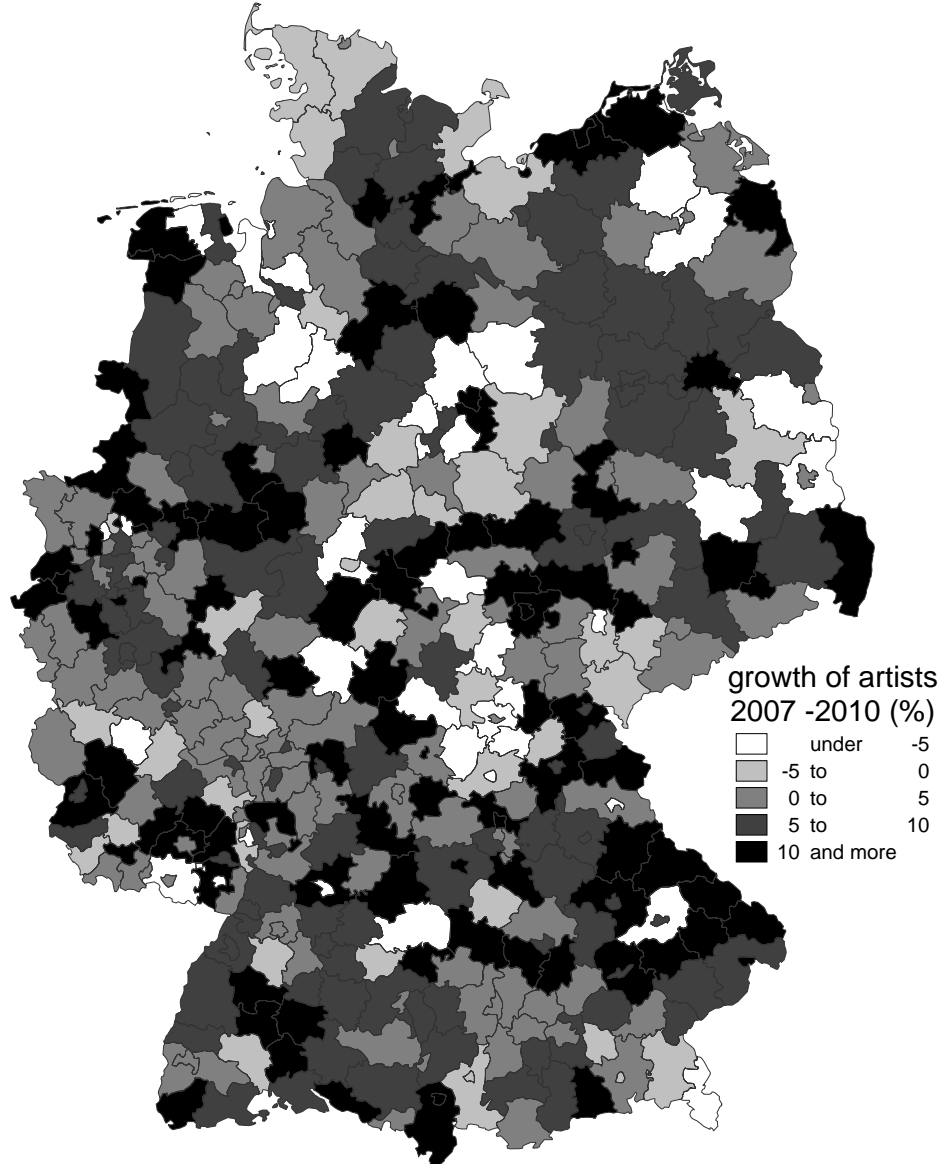 growth of artists
2007 -2010 (%)
under -5
-5 to 0
0 to 5
5 to 10
10 and more